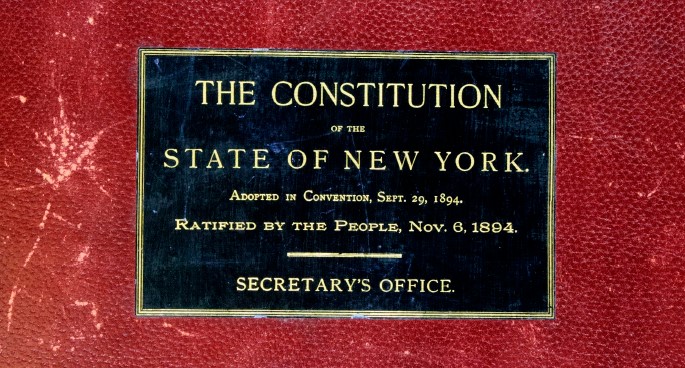 THE CONSTITUTION
OF THE
STATE OF NEW YORK.
ADOPTED IN CONVENTION, SEPT. 29, 1894.
RATIFIED BY THE PEOPLE, NOV. 6, 1894.
SECRETARY'S OFFICE.